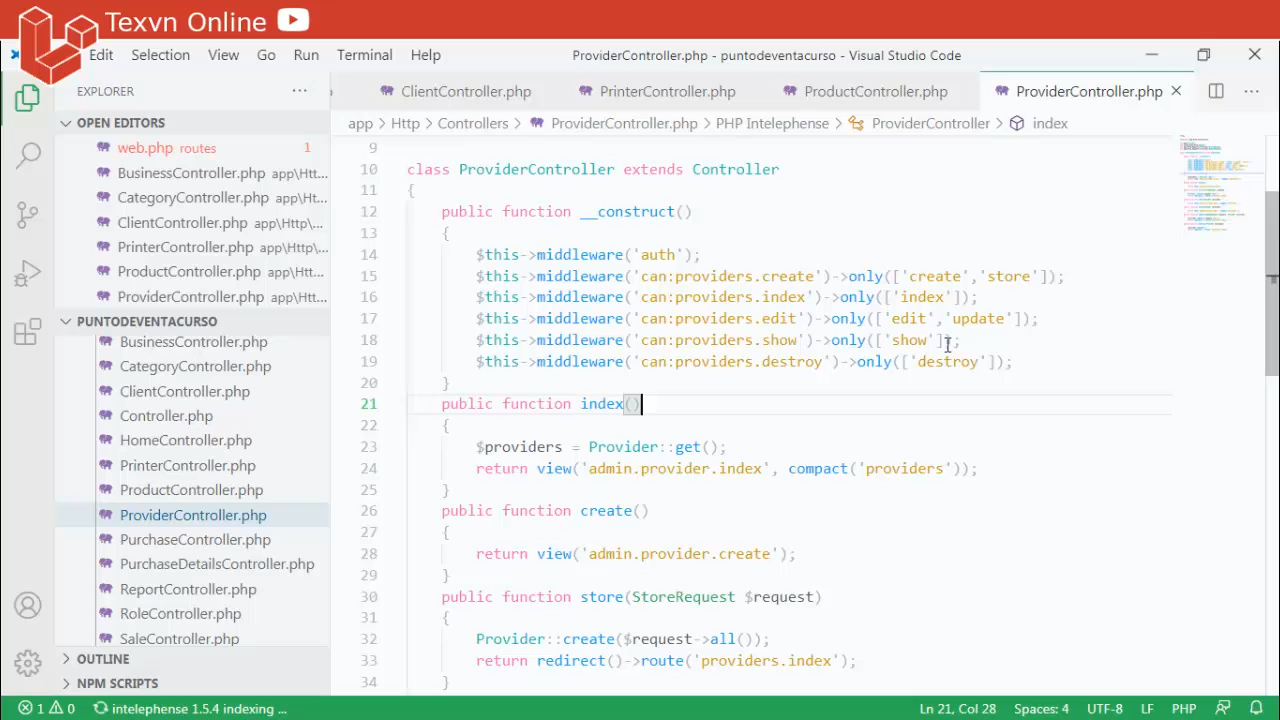 Texvn Online
Edit Selection View Go Run Terminal Help ProviderController.php - puntodeventacurso - Visual Studio Code
EXPLORER
ClientController.php PrinterController.php ProductController.php ProviderController.php
OPEN EDITORS
app > Http > Controllers > ProviderController.php > PHP Intelephense > ProviderController > index
web.php routes 1
BusinessController.php app\Htt...
CategoryController.php app\Htt...
ClientController.php app\Http\...
PrinterController.php app\Http\...
ProductController.php app\Htt...
ProviderController.php app\Htt...
PUNTODEVENTACURSO
BusinessController.php
CategoryController.php
ClientController.php
Controller.php
HomeController.php
PrinterController.php
ProductController.php
ProviderController.php
PurchaseController.php
PurchaseDetailsController.php
ReportController.php
RoleController.php
SaleController.php
OUTLINE
NPM SCRIPTS
9
10 class ProviderController extends Controller
11 {
12 public function __construct()
13 {
14 $this->middleware('auth');
15 $this->middleware('can:providers.create')->only(['create','store']);
16 $this->middleware('can:providers.index')->only(['index']);
17 $this->middleware('can:providers.edit')->only(['edit','update']);
18 $this->middleware('can:providers.show')->only(['show']);
19 $this->middleware('can:providers.destroy')->only(['destroy']);
20 }
21 public function index()
22 {
23 $providers = Provider::get();
24 return view('admin.provider.index', compact('providers'));
25 }
26 public function create()
27 {
28 return view('admin.provider.create');
29 }
30 public function store(StoreRequest $request)
31 {
32 Provider::create($request->all());
33 return redirect()->route('providers.index');
34 }
1 0 intelephense 1.5.4 indexing ... Ln 21, Col 28 Spaces: 4 UTF-8 LF PHP